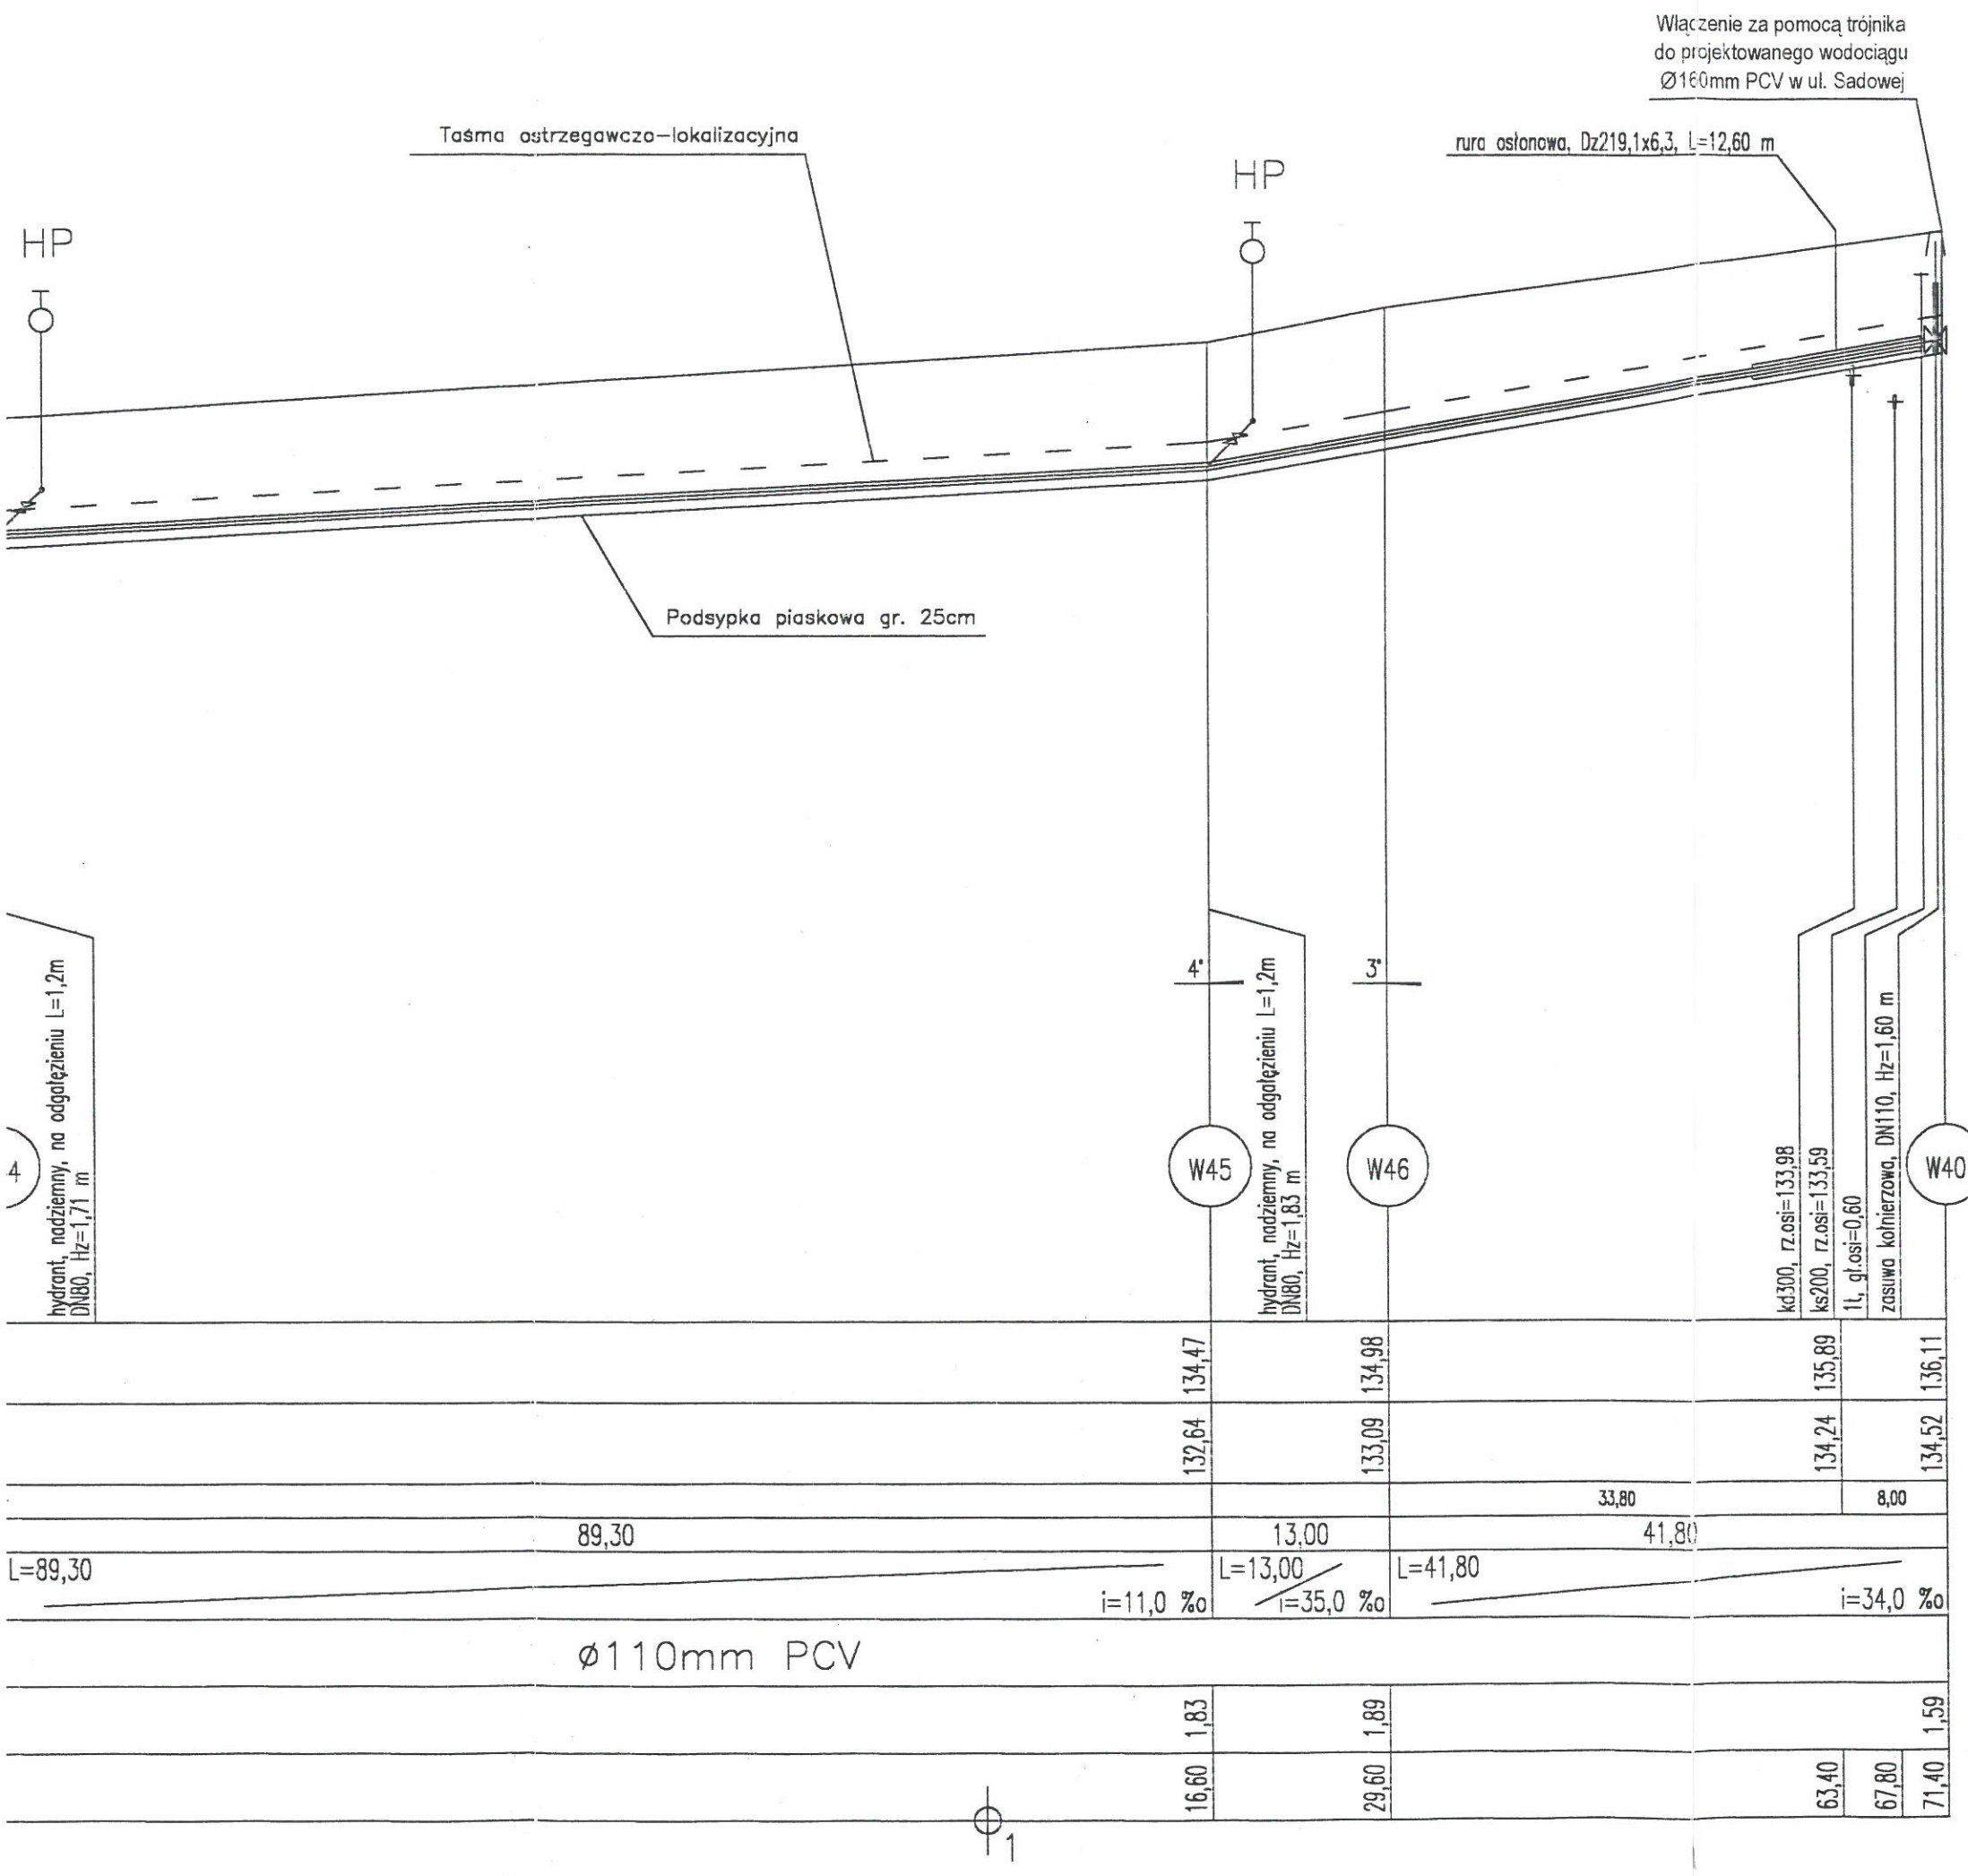 Włączenie za pomocą trójnika
do projektowanego wodociągu
Ø160mm PCV w ul. Sadowej
Taśma ostrzegawczo-lokalizacyjna
rura osłonowa, Dz219,1x6,3, L=12,60 m
HP
HP
Podsypka piaskowa gr. 25cm
4°
3°
4
hydrant, nadziemny, na odgałęzieniu L=1,2m
DN80, Hz=1,71 m
W45
hydrant, nadziemny, na odgałęzieniu L=1,2m
DN80, Hz=1,83 m
W46
kd300, rz.osi=133,98
ks200, rz.osi=133,59
1t, gł.osi=0,60
zasuwa kołnierzowa, DN110, Hz=1,60 m
W40
134,47
134,98
135,89
136,11
132,64
133,09
134,24
134,52
33,80
8,00
89,30
13,00
41,80
L=89,30
i=11,0 ‰
L=13,00
i=35,0 ‰
L=41,80
i=34,0 ‰
Ø110mm PCV
1,83
1,89
1,59
16,60
29,60
63,40
67,80
71,40
1